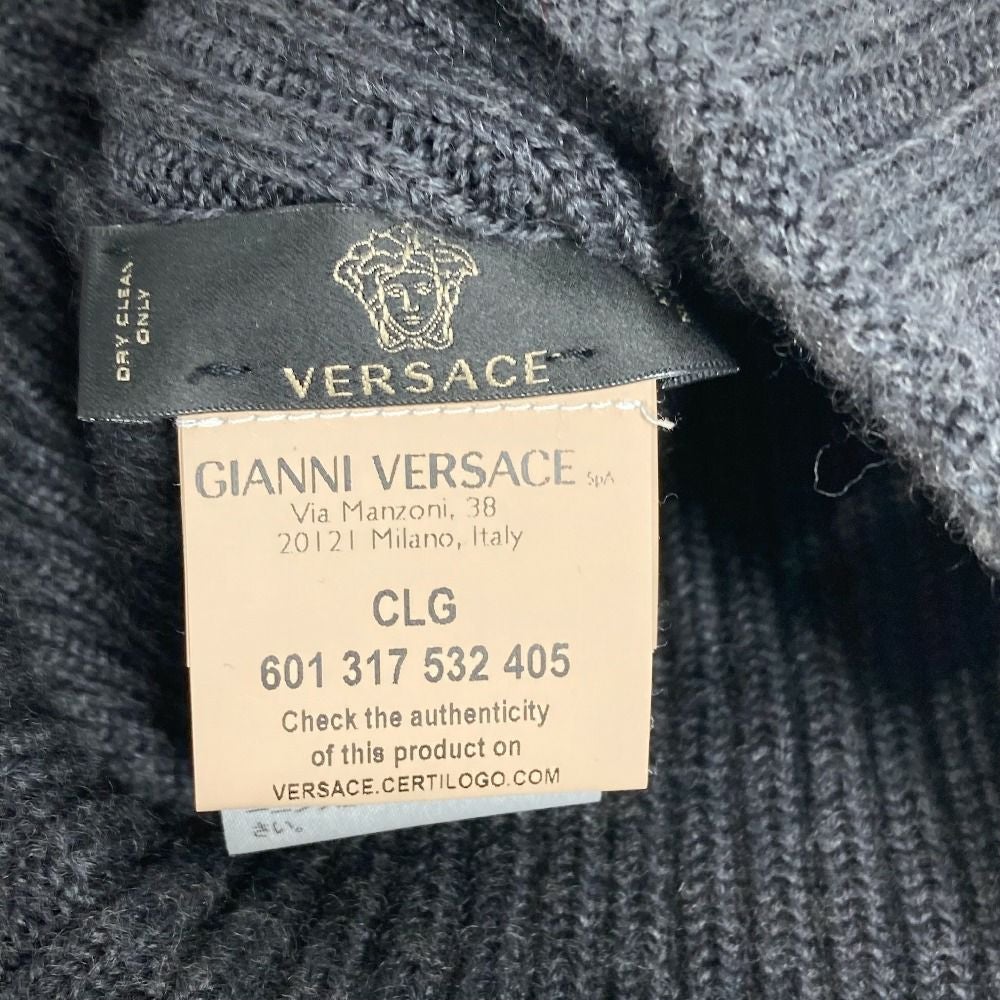 DRY CLEAN
ONLY
VERSACE
GIANNI VERSACE SpA
Via Manzoni, 38
20121 Milano, Italy
CLG
601 317 532 405
Check the authenticity
of this product on
VERSACE.CERTILOGO.COM